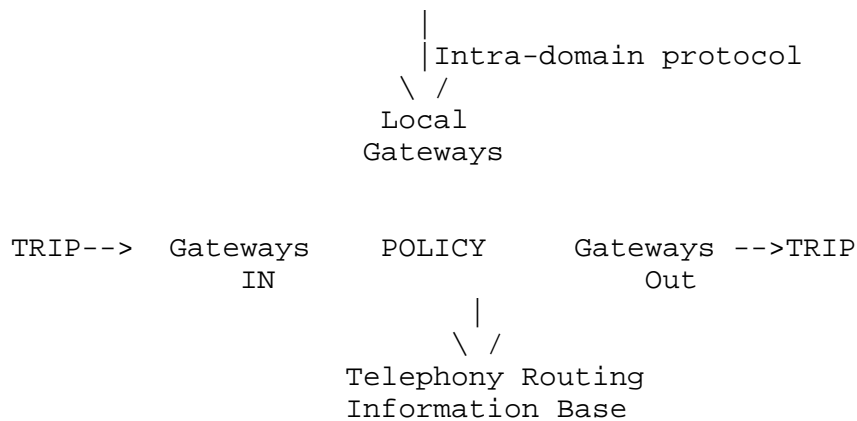 |
|Intra-domain protocol
\ /
Local
Gateways
TRIP--> Gateways POLICY Gateways -->TRIP
IN Out
|
\ /
Telephony Routing
Information Base